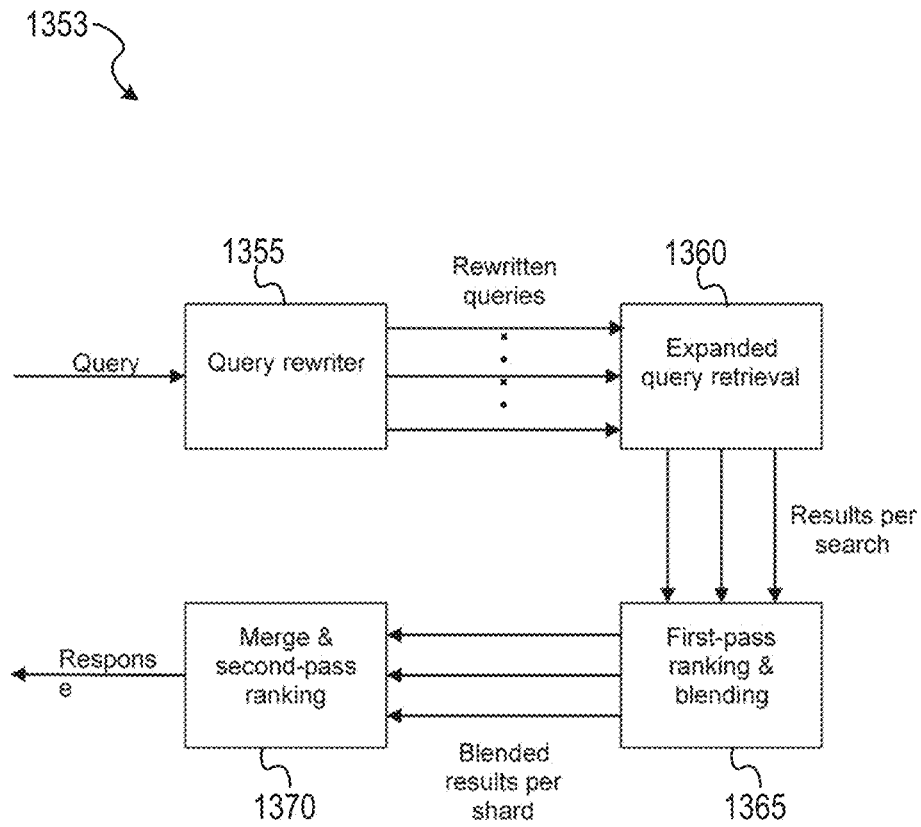 1353
1355
Rewritten
queries
1360
Query
Query rewriter
Expanded
query retrieval
Results per
search
Respons
e
Merge &
second-pass
ranking
First-pass
ranking &
blending
Blended
results per
shard
1370
1365